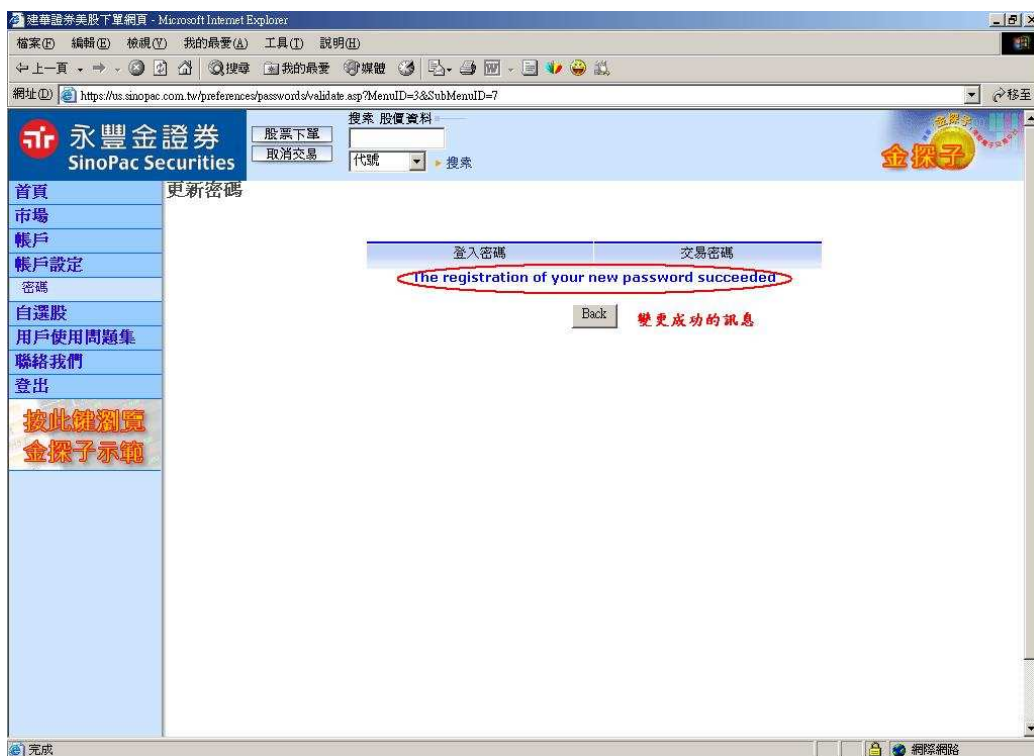 建華證券美股下單網頁 - Microsoft Internet Explorer
檔案(F) 編輯(E) 檢視(V) 我的最愛(A) 工具(T) 說明(H)
上一頁 搜尋 我的最愛 媒體
網址(D) https://us.sinopac.com.tw/preferences/passwords/validate.asp?MenuID=3&SubMenuID=7 移至
永豐金證券
SinoPac Securities
股票下單
取消交易
搜索 股價資料
代號 搜索
金探子
金探子
首頁
市場
帳戶
帳戶設定
密碼
自選股
用戶使用問題集
聯絡我們
登出
按此鍵瀏覽
金探子示範
更新密碼
登入密碼 交易密碼
The registration of your new password succeeded
Back 變更成功的訊息
完成 網際網路